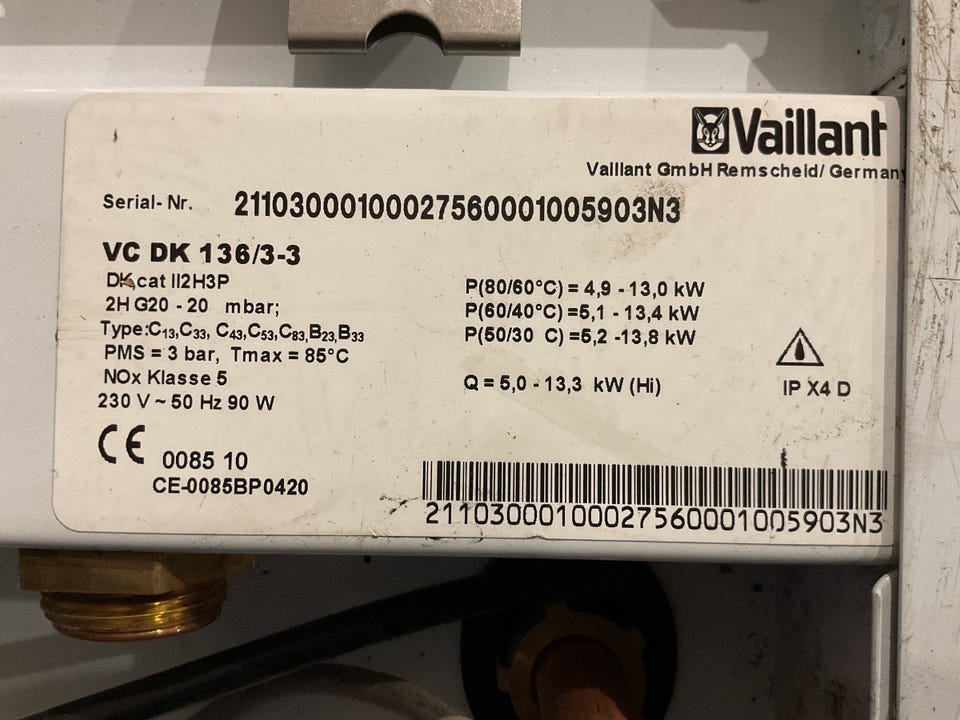 Vaillant
Vaillant GmbH Remscheid/ Germany
Serial- Nr. 21103000100027560001005903N3
VC DK 136/3-3
DK cat II2H3P
2H G20 - 20 mbar;
Type:C13,C33, C43,C53,C83,B23,B33
PMS = 3 bar, Tmax = 85°C
NOx Klasse 5
230 V ~ 50 Hz 90 W
P(80/60°C) = 4,9 - 13,0 kW
P(60/40°C) =5,1 - 13,4 kW
P(50/30 C) =5,2 -13,8 kW
Q = 5,0 - 13,3 kW (Hi)
IP X4 D
CE 0085 10
CE-0085BP0420
21103000100027560001005903N3